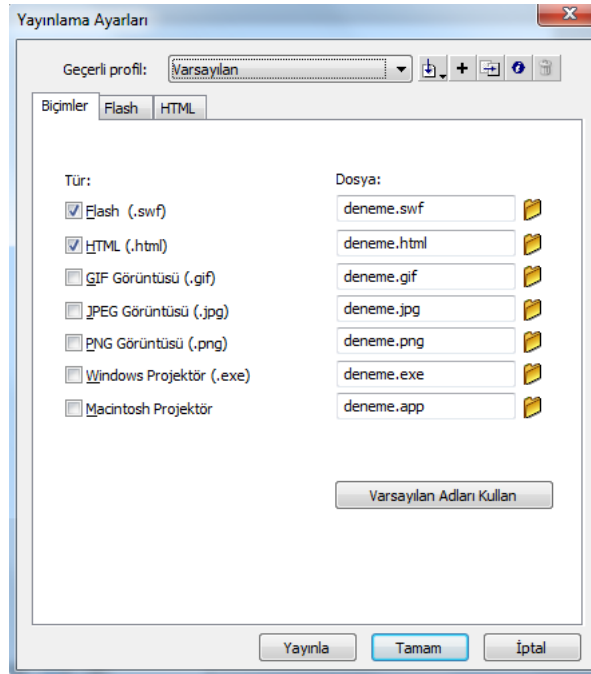 Yayınlama Ayarları
Geçerli profil: Varsayılan
Biçimler Flash HTML
Tür: Dosya:
Flash (.swf) deneme.swf
HTML (.html) deneme.html
GIF Görüntüsü (.gif) deneme.gif
JPEG Görüntüsü (.jpg) deneme.jpg
PNG Görüntüsü (.png) deneme.png
Windows Projektör (.exe) deneme.exe
Macintosh Projektör deneme.app
Varsayılan Adları Kullan
Yayınla Tamam İptal